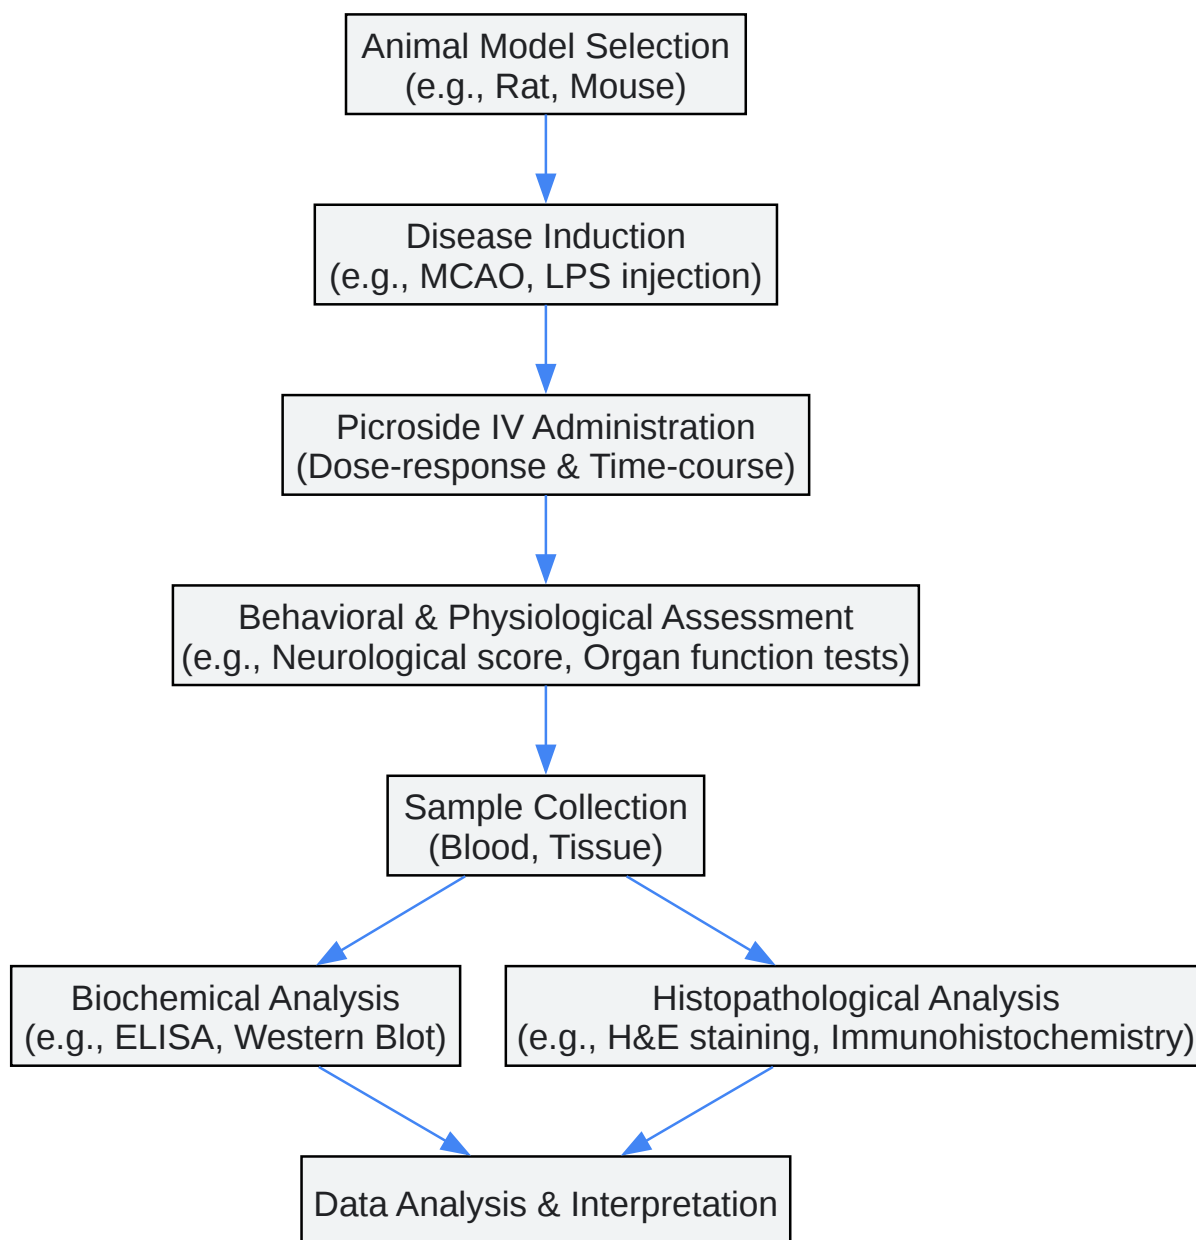 Animal Model Selection
(e.g., Rat, Mouse)
Disease Induction
(e.g., MCAO, LPS injection)
Picroside IV Administration
(Dose-response & Time-course)
Behavioral & Physiological Assessment
(e.g., Neurological score, Organ function tests)
Sample Collection
(Blood, Tissue)
Biochemical Analysis
(e.g., ELISA, Western Blot)
Histopathological Analysis
(e.g., H&E staining, Immunohistochemistry)
Data Analysis & Interpretation